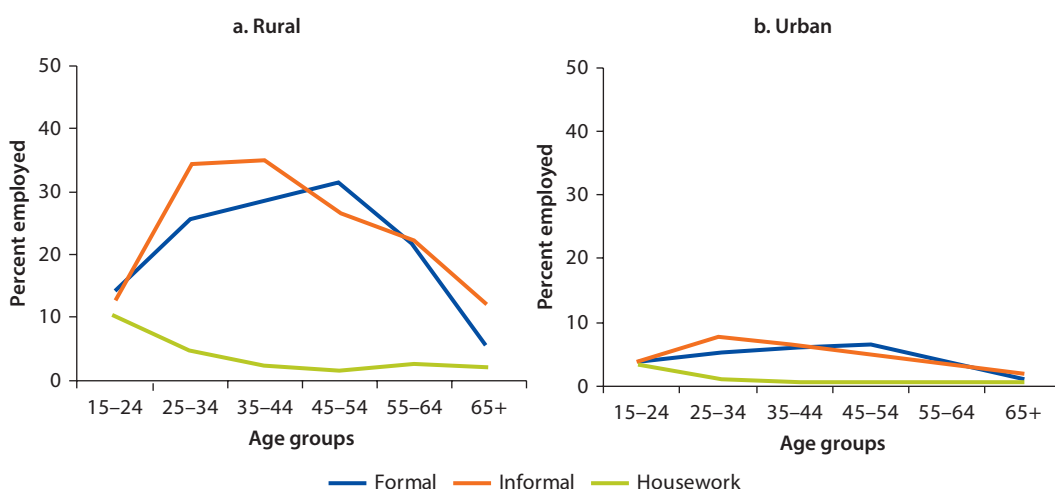 a. Rural
50
40
30
20
10
0
Percent employed
15–24 25–34 35–44 45–54 55–64 65+
Age groups
b. Urban
50
40
30
20
10
0
Percent employed
15–24 25–34 35–44 45–54 55–64 65+
Age groups
Formal Informal Housework